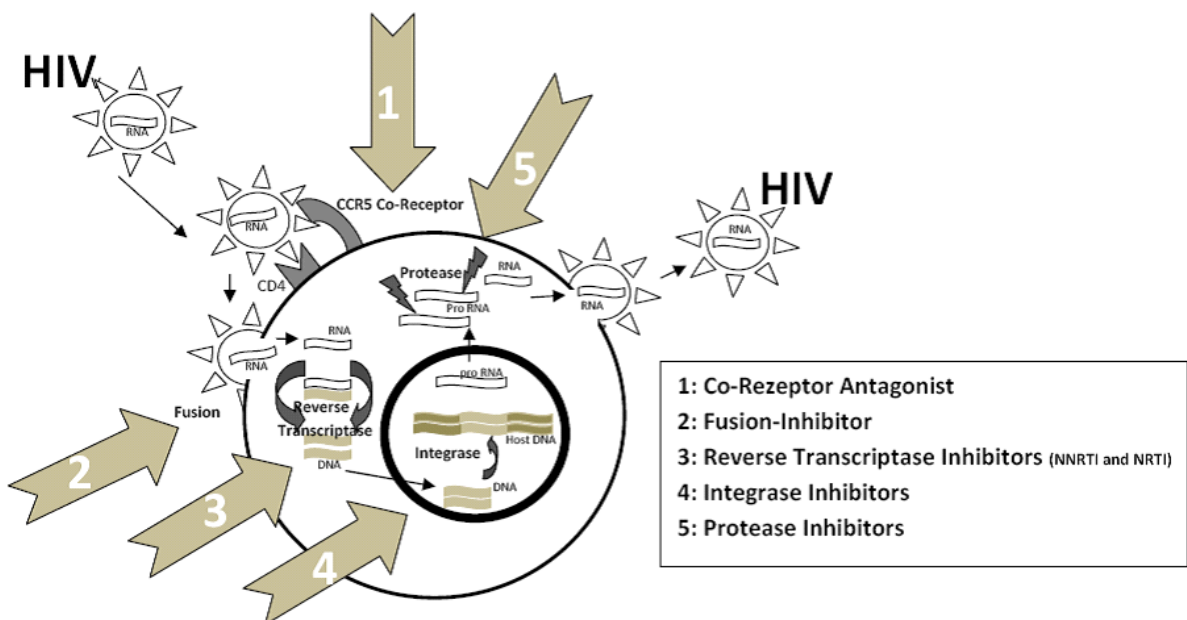 HIV
RNA
1
5
HIV
RNA
CCR5 Co-Receptor
RNA
CD4
Protease
RNA
Pro RNA
RNA
RNA
RNA
pro RNA
Fusion
Reverse
Transcriptase
DNA
Host DNA
Integrase
DNA
2
3
4
1: Co-Rezeptor Antagonist
2: Fusion-Inhibitor
3: Reverse Transcriptase Inhibitors (NNRTI and NRTI)
4: Integrase Inhibitors
5: Protease Inhibitors